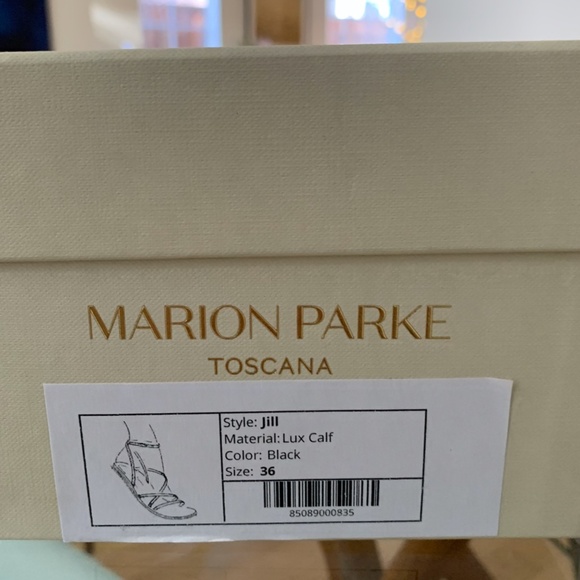 MARION PARKE
TOSCANA
Style: Jill
Material: Lux Calf
Color: Black
Size: 36
85089000835